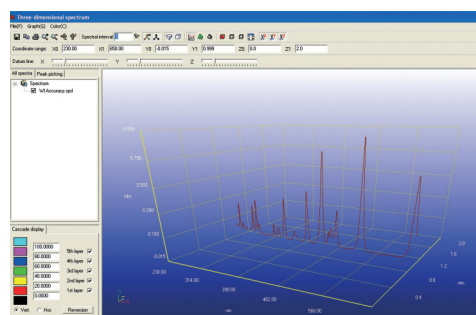 Three-dimensional spectrum
File(F) Graph(G) Color(C)
Spectral interval 1
Coordinate range: X0: 230.00 X1: 650.00 Y0: -0.015 Y1: 0.999 Z0: 0.0 Z1: 2.0
Datum line: X Y Z
All spectra Peak-picking
Spectrum
Wl Accuracy.spd
Cascade display
100.0000
80.0000
60.0000
40.0000
20.0000
0.0000
5th layer
4th layer
3rd layer
2nd layer
1st layer
Vert. Hor. Reversion
Abs
-0.015
230.00
314.00
398.00
482.00
566.00
nm
0.4
0.8
1.2
1.6
2.0
X
Z